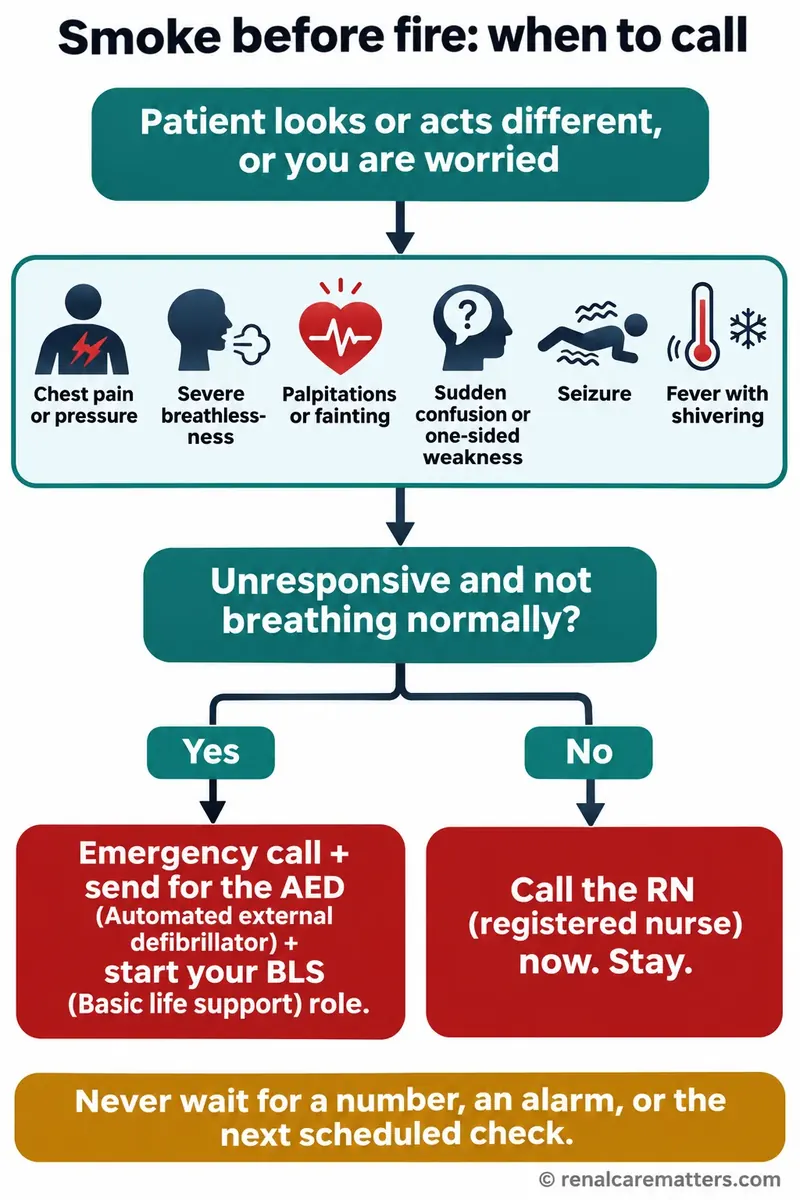 Smoke before fire: when to call
Patient looks or acts different,
or you are worried
?
Chest pain
or pressure
Severe
breathless-
ness
Palpitations
or fainting
Sudden
confusion or
one-sided
weakness
Seizure
Fever with
shivering
Unresponsive and not
breathing normally?
Yes
No
Emergency call +
send for the AED
(Automated external
defibrillator) +
start your BLS
(Basic life support) role.
Call the RN
(registered nurse)
now. Stay.
Never wait for a number, an alarm, or the
next scheduled check.
© renalcarematters.com